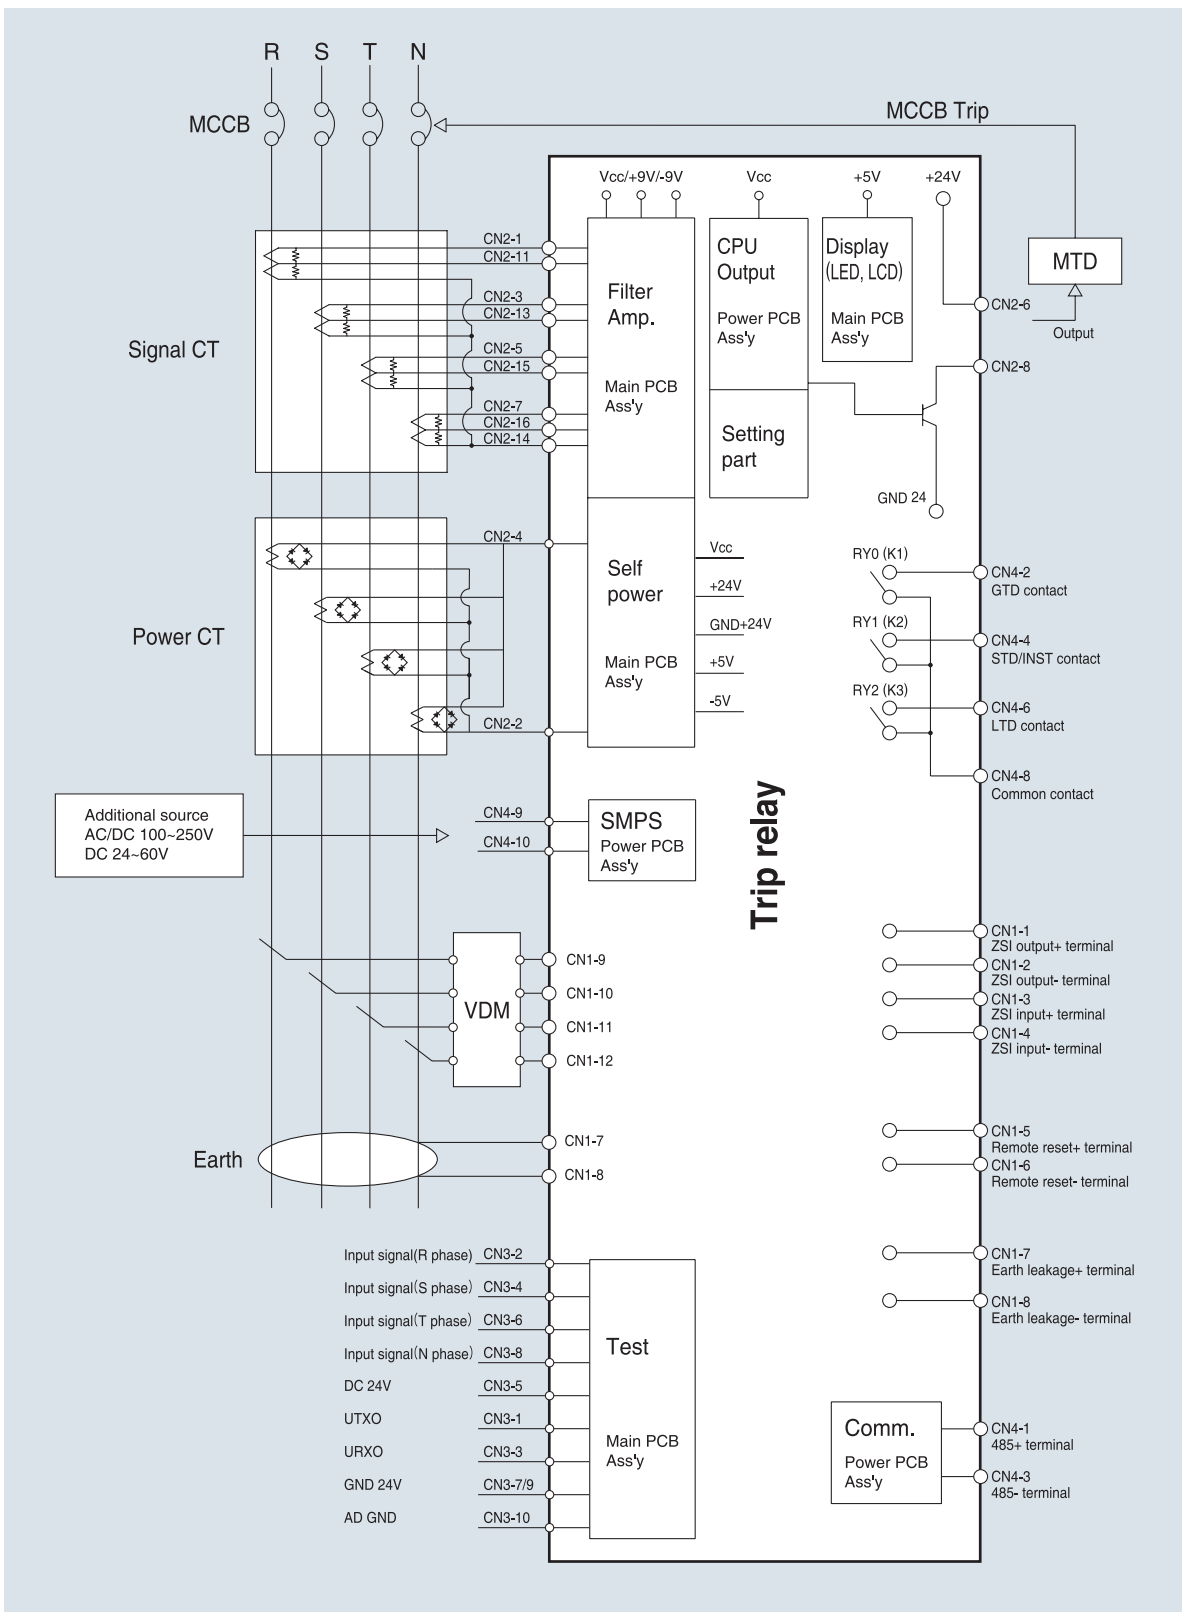 R S T N
MCCB
MCCB Trip
Vcc/+9V/-9V
Vcc
+5V
+24V
CN2-1
CN2-11
CN2-3
CN2-13
CN2-5
CN2-15
CN2-7
CN2-16
CN2-14
Signal CT
Filter
Amp.
Main PCB
Ass'y
CPU
Output
Power PCB
Ass'y
Setting
part
Display
(LED, LCD)
Main PCB
Ass'y
MTD
Output
CN2-6
CN2-8
GND 24
Power CT
CN2-4
CN2-2
Self
power
Main PCB
Ass'y
Vcc
+24V
GND+24V
+5V
-5V
RY0 (K1)
CN4-2
GTD contact
RY1 (K2)
CN4-4
STD/INST contact
RY2 (K3)
CN4-6
LTD contact
CN4-8
Common contact
Additional source
AC/DC 100~250V
DC 24~60V
CN4-9
CN4-10
SMPS
Power PCB
Ass'y
Trip relay
VDM
CN1-9
CN1-10
CN1-11
CN1-12
CN1-1
ZSI output+ terminal
CN1-2
ZSI output- terminal
CN1-3
ZSI input+ terminal
CN1-4
ZSI input- terminal
Earth
CN1-7
CN1-8
CN1-5
Remote reset+ terminal
CN1-6
Remote reset- terminal
CN1-7
Earth leakage+ terminal
CN1-8
Earth leakage- terminal
Input signal(R phase) CN3-2
Input signal(S phase) CN3-4
Input signal(T phase) CN3-6
Input signal(N phase) CN3-8
DC 24V CN3-5
UTXO CN3-1
URXO CN3-3
GND 24V CN3-7/9
AD GND CN3-10
Test
Main PCB
Ass'y
Comm.
Power PCB
Ass'y
CN4-1
485+ terminal
CN4-3
485- terminal